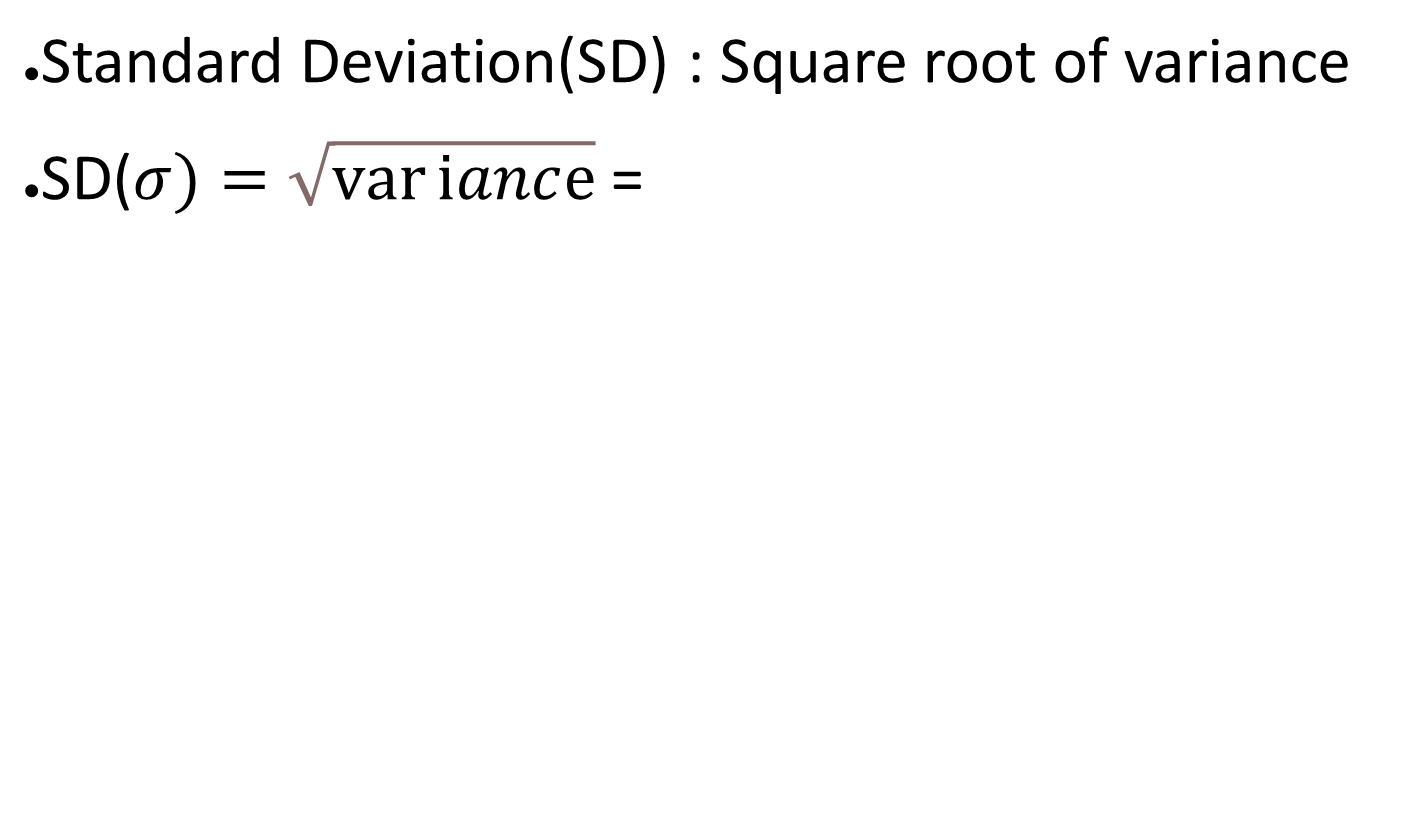 •Standard Deviation(SD) : Square root of variance
•SD(σ) = √variance =